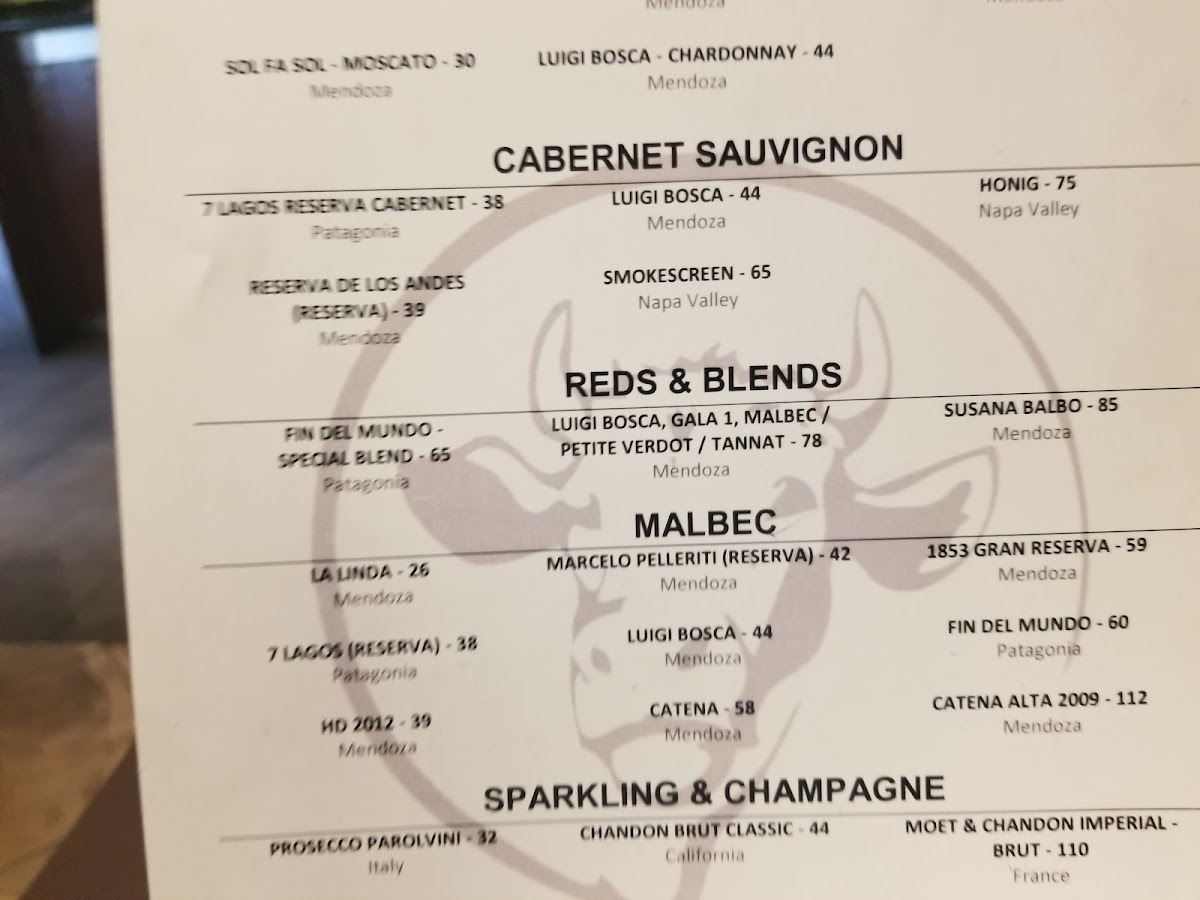 Mendoza
SOL FA SOL - MOSCATO - 30
Mendoza
LUIGI BOSCA - CHARDONNAY - 44
Mendoza
CABERNET SAUVIGNON
7 LAGOS RESERVA CABERNET - 38
Patagonia
LUIGI BOSCA - 44
Mendoza
HONIG - 75
Napa Valley
RESERVA DE LOS ANDES
(RESERVA) - 39
Mendoza
SMOKESCREEN - 65
Napa Valley
REDS & BLENDS
FIN DEL MUNDO -
SPECIAL BLEND - 65
Patagonia
LUIGI BOSCA, GALA 1, MALBEC /
PETITE VERDOT / TANNAT - 78
Mendoza
SUSANA BALBO - 85
Mendoza
MALBEC
LA LINDA - 26
Mendoza
MARCELO PELLERITI (RESERVA) - 42
Mendoza
1853 GRAN RESERVA - 59
Mendoza
7 LAGOS (RESERVA) - 38
Patagonia
LUIGI BOSCA - 44
Mendoza
FIN DEL MUNDO - 60
Patagonia
HD 2012 - 39
Mendoza
CATENA - 58
Mendoza
CATENA ALTA 2009 - 112
Mendoza
SPARKLING & CHAMPAGNE
PROSECCO PAROLVINI - 32
Italy
CHANDON BRUT CLASSIC - 44
California
MOET & CHANDON IMPERIAL -
BRUT - 110
France